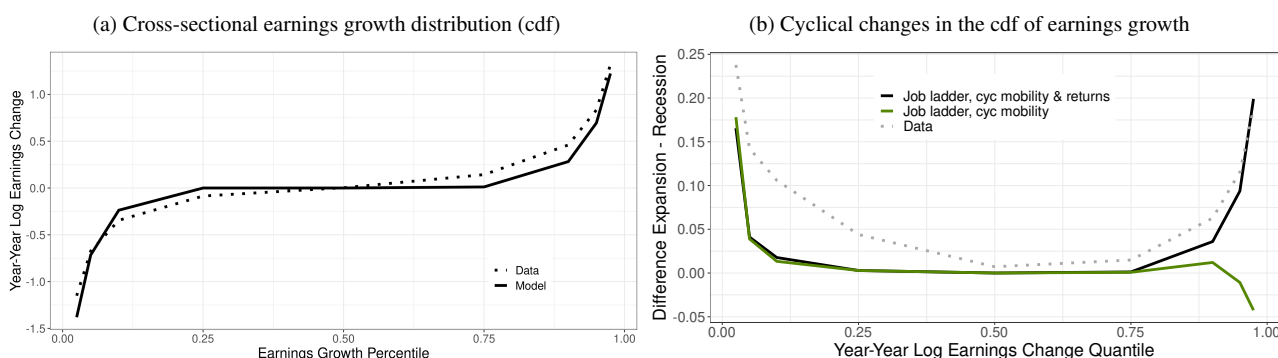 (a) Cross-sectional earnings growth distribution (cdf)
Year-Year Log Earnings Change
1.0
0.5
0.0
-0.5
-1.0
-1.5
0.00
0.25
0.50
0.75
1.00
Earnings Growth Percentile
Data
Model
(b) Cyclical changes in the cdf of earnings growth
Difference Expansion - Recession
0.25
0.20
0.15
0.10
0.05
0.00
-0.05
0.00
0.25
0.50
0.75
1.00
Year-Year Log Earnings Change Quantile
Job ladder, cyc mobility & returns
Job ladder, cyc mobility
Data